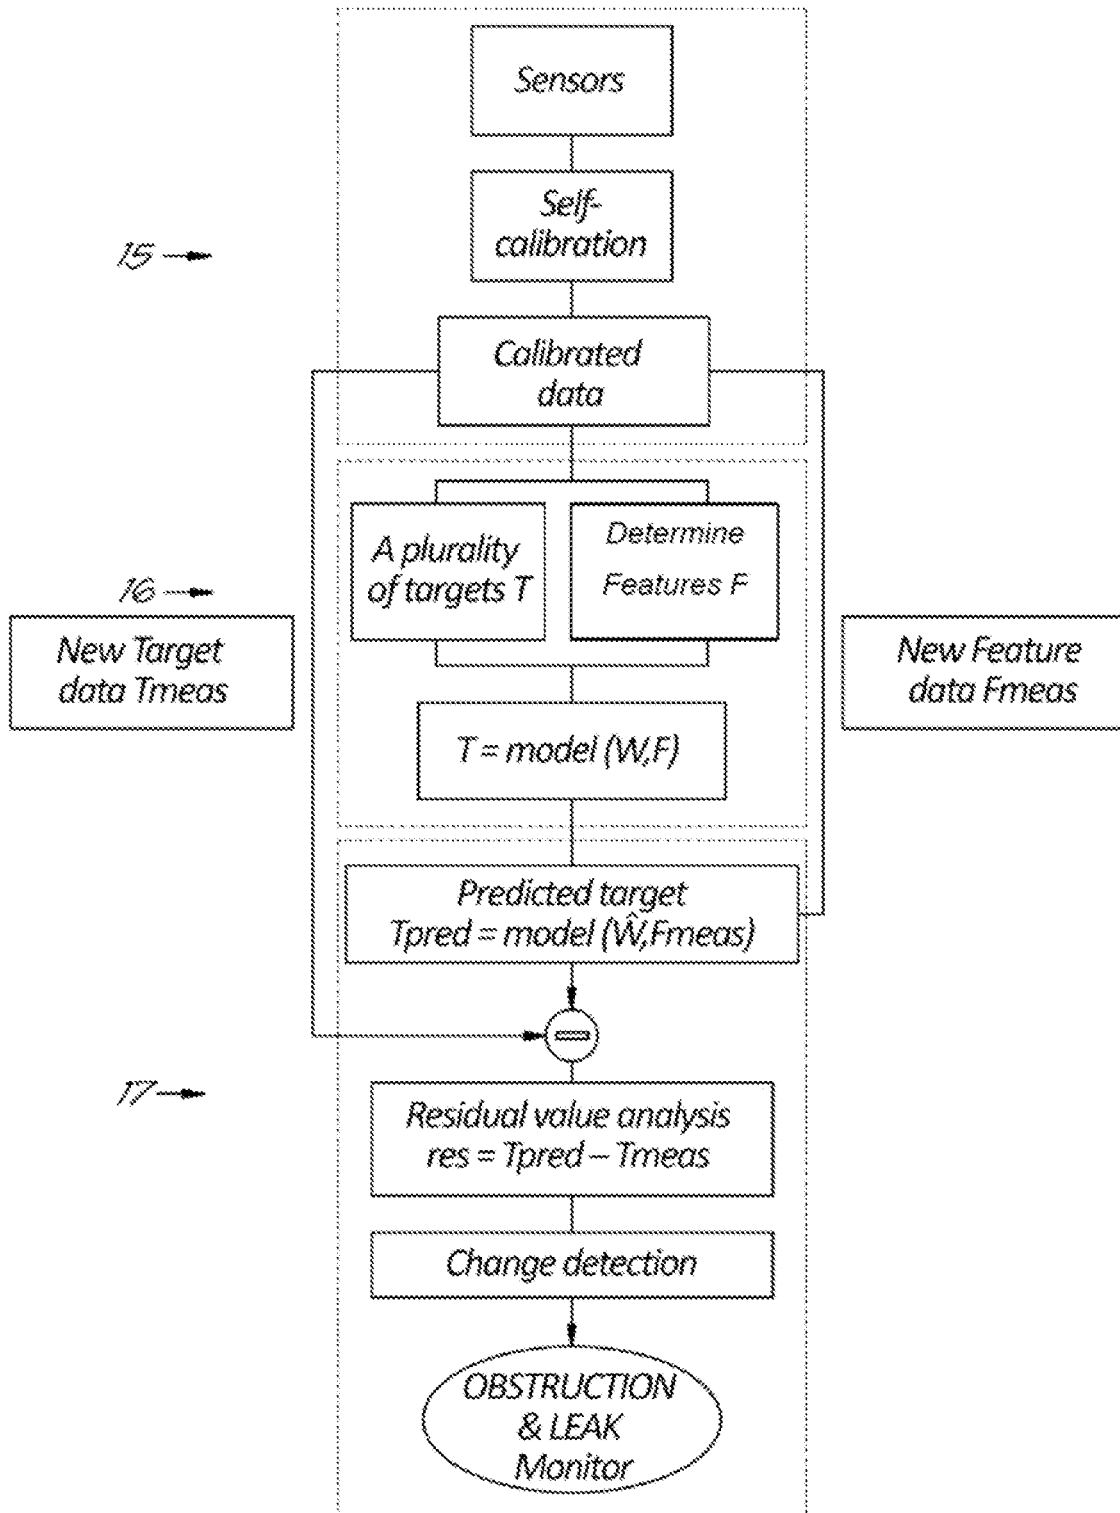 Sensors
Self-
calibration
15
Calibrated
data
A plurality
of targets T
Determine
Features F
16
New Target
data Tmeas
New Feature
data Fmeas
T = model (W,F)
Predicted target
Tpred = model (Ŵ,Fmeas)
17
Residual value analysis
res = Tpred – Tmeas
Change detection
OBSTRUCTION
& LEAK
Monitor